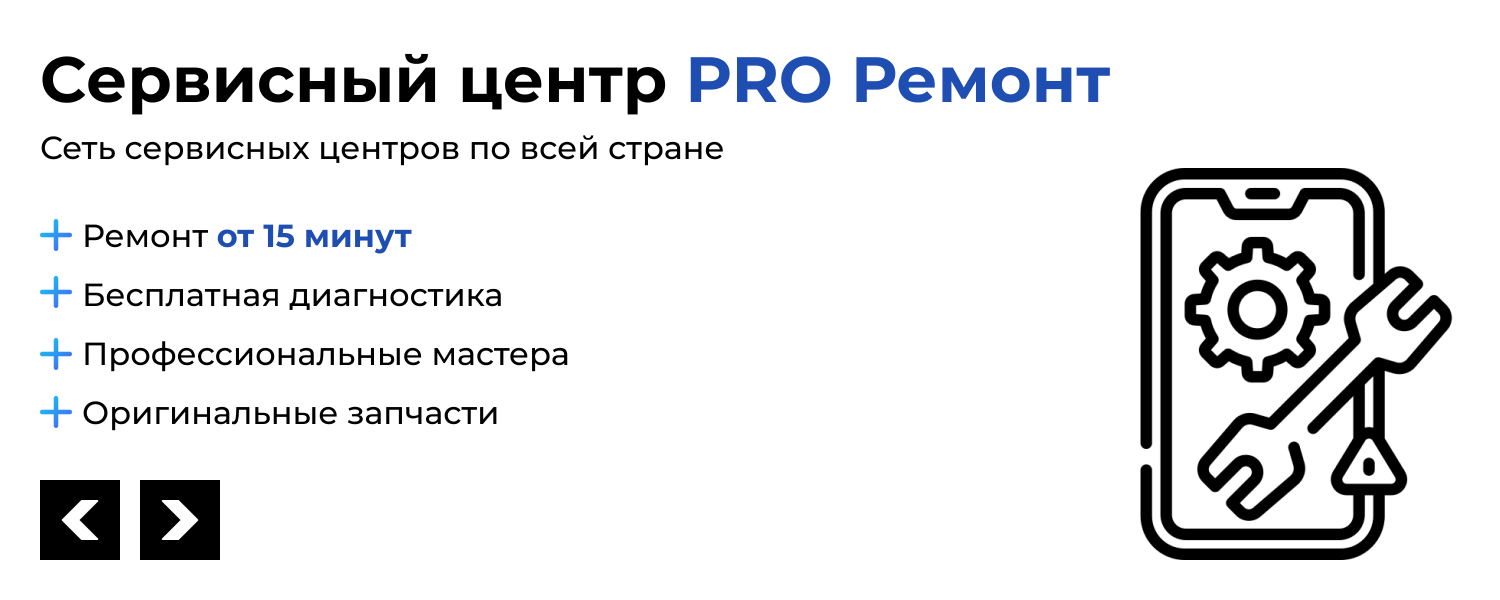 Сервисный центр PRO Ремонт
Сеть сервисных центров по всей стране
Ремонт от 15 минут
Бесплатная диагностика
Профессиональные мастера
Оригинальные запчасти